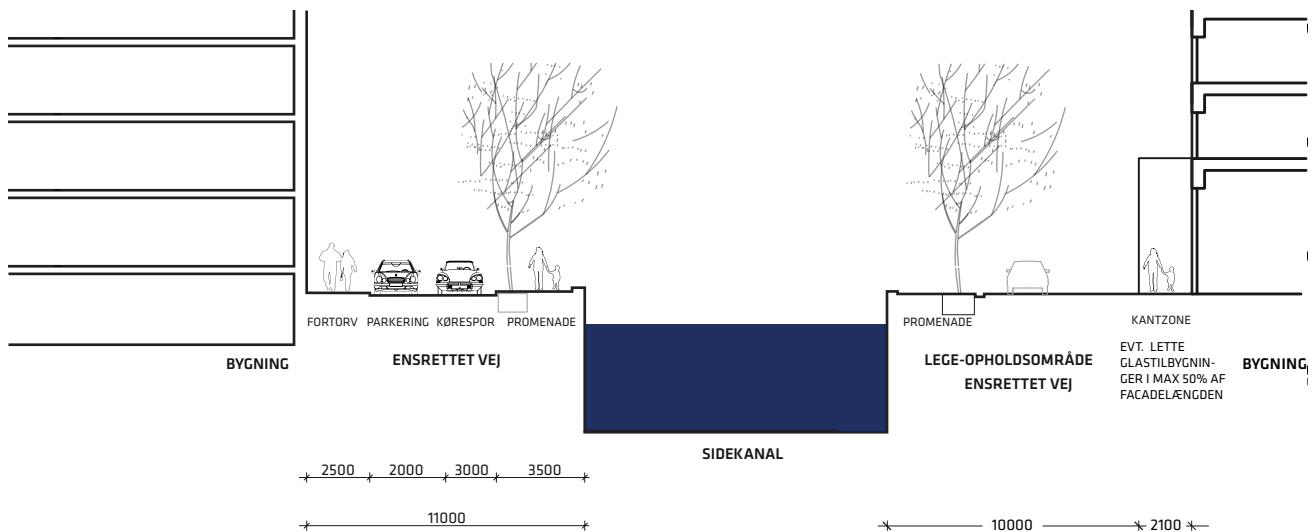 FORTORV PARKERING KØRESPOR PROMENADE
PROMENADE
KANTZONE
BYGNING
ENSRETTET VEJ
LEGE-OPHOLDSOMRÅDE
ENSRETTET VEJ
EVT. LETTE
GLASTILBYGNIN-
GER I MAX 50% AF
FACADELÆNGDEN
BYGNING
SIDEKANAL
2500 2000 3000 3500
11000
10000 2100